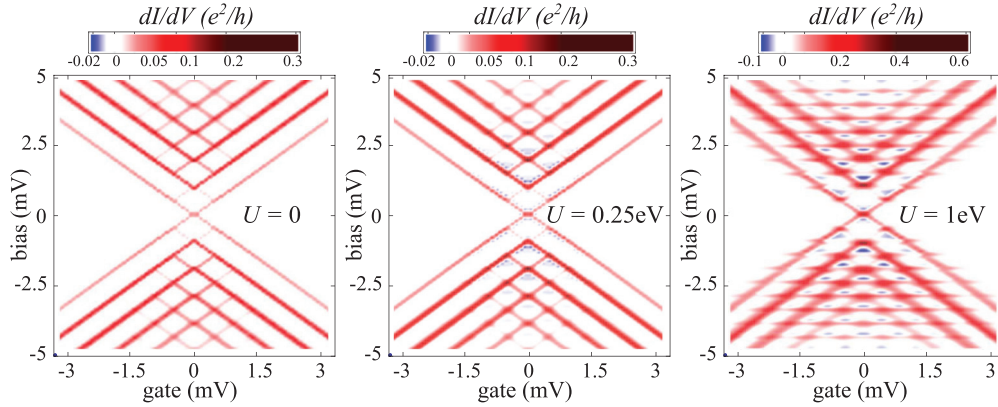 dI/dV (e²/h) dI/dV (e²/h) dI/dV (e²/h)
-0.02 0 0.05 0.1 0.2 0.3 -0.02 0 0.05 0.1 0.2 0.3 -0.1 0 0.2 0.4 0.6
5 5 5
2.5 2.5 2.5
bias (mV) 0 U = 0 bias (mV) 0 U = 0.25eV bias (mV) 0 U = 1eV
-2.5 -2.5 -2.5
-5 -5 -5
-3 -1.5 0 1.5 3 -3 -1.5 0 1.5 3 -3 -1.5 0 1.5 3
gate (mV) gate (mV) gate (mV)